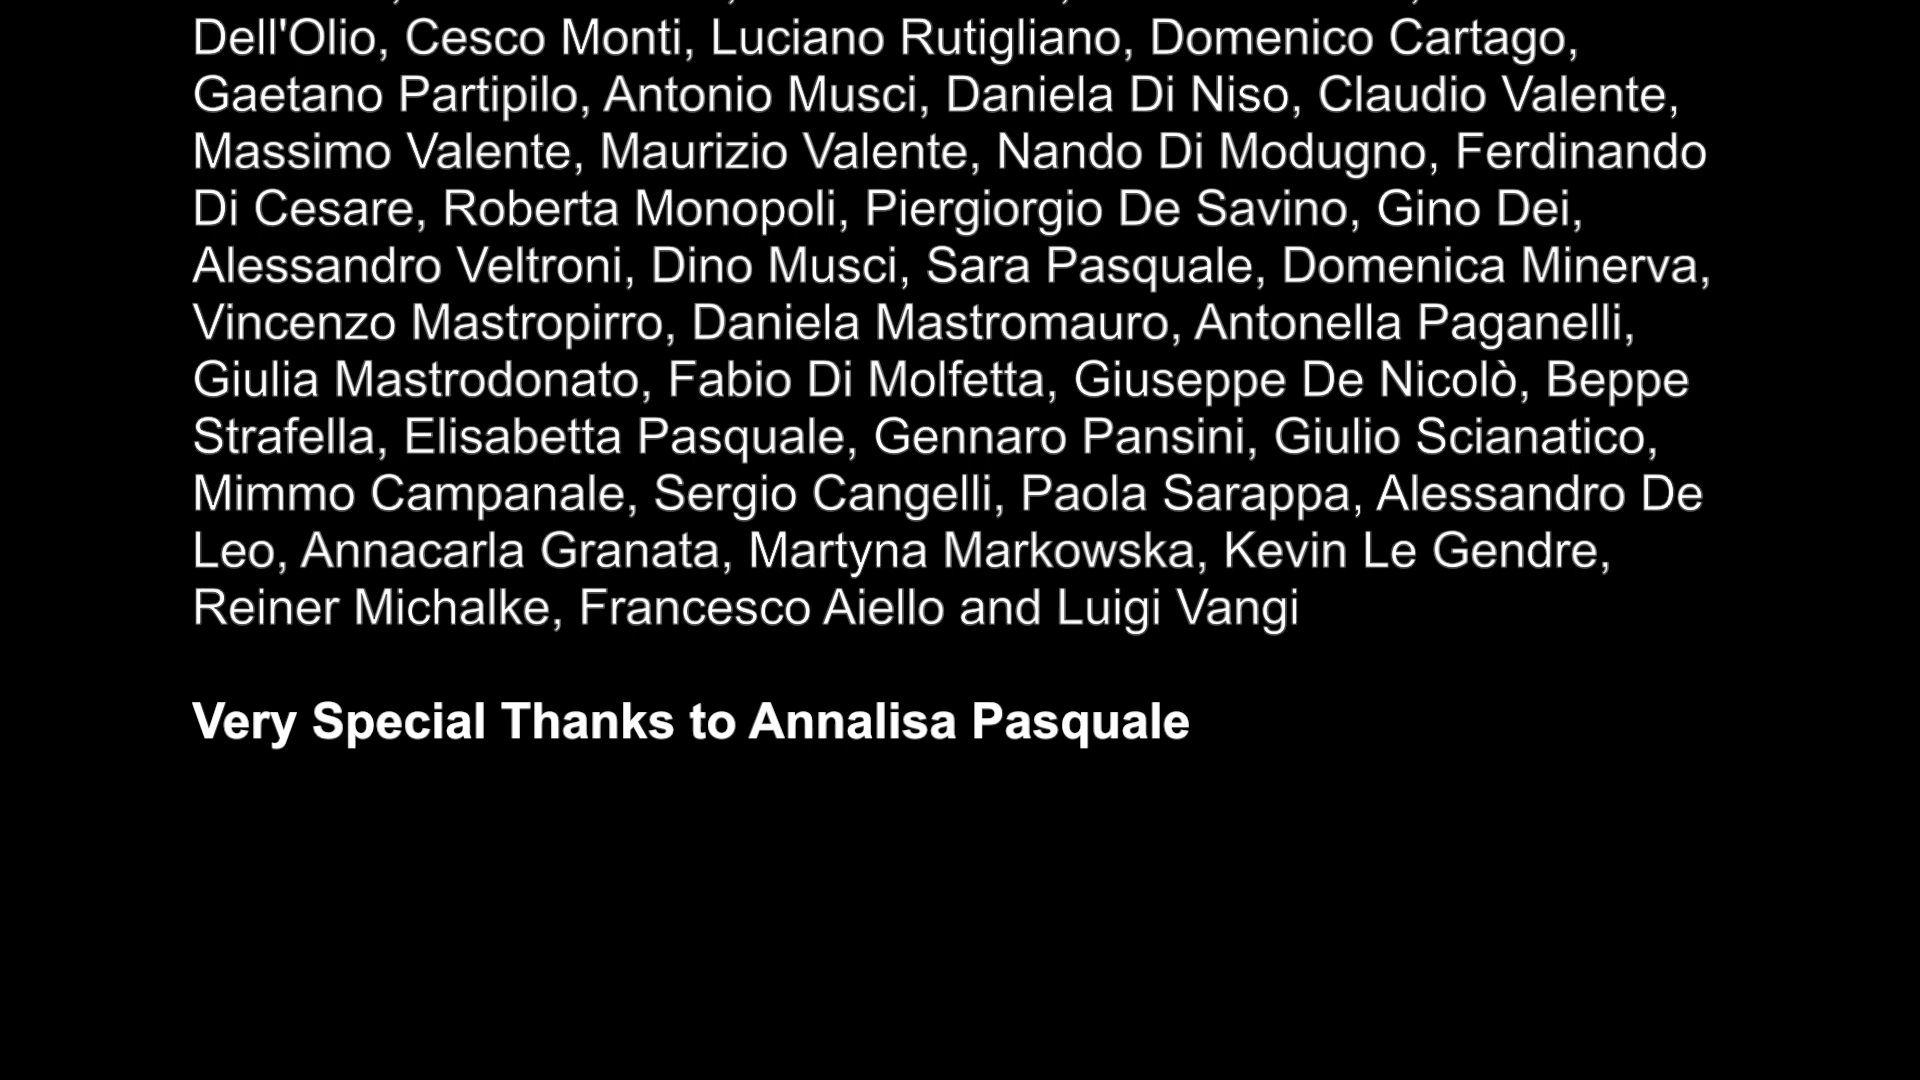 Dell'Olio, Cesco Monti, Luciano Rutigliano, Domenico Cartago,
Gaetano Partipilo, Antonio Musci, Daniela Di Niso, Claudio Valente,
Massimo Valente, Maurizio Valente, Nando Di Modugno, Ferdinando
Di Cesare, Roberta Monopoli, Piergiorgio De Savino, Gino Dei,
Alessandro Veltroni, Dino Musci, Sara Pasquale, Domenica Minerva,
Vincenzo Mastropirro, Daniela Mastromauro, Antonella Paganelli,
Giulia Mastrodonato, Fabio Di Molfetta, Giuseppe De Nicolò, Beppe
Strafella, Elisabetta Pasquale, Gennaro Pansini, Giulio Scianatico,
Mimmo Campanale, Sergio Cangelli, Paola Sarappa, Alessandro De
Leo, Annacarla Granata, Martyna Markowska, Kevin Le Gendre,
Reiner Michalke, Francesco Aiello and Luigi Vangi
Very Special Thanks to Annalisa Pasquale